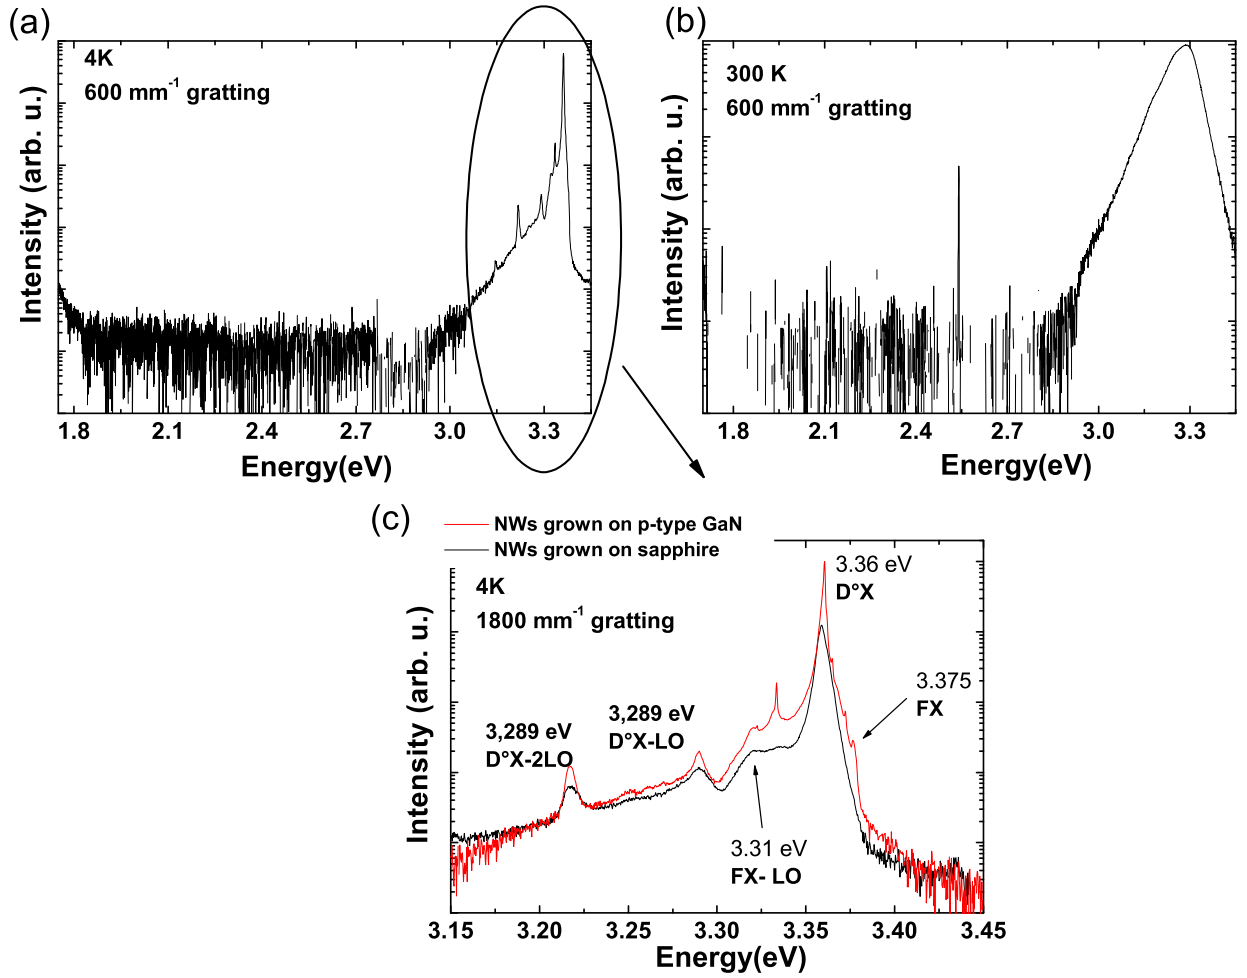 (a)
4K
600 mm⁻¹ gratting
Intensity (arb. u.)
1.8 2.1 2.4 2.7 3.0 3.3
Energy(eV)
(b)
300 K
600 mm⁻¹ gratting
Intensity (arb. u.)
1.8 2.1 2.4 2.7 3.0 3.3
Energy(eV)
(c)
NWs grown on p-type GaN
NWs grown on sapphire
4K
1800 mm⁻¹ gratting
3.36 eV
D°X
3.375
FX
3,289 eV
D°X-LO
3,289 eV
D°X-2LO
3.31 eV
FX- LO
Intensity (arb. u.)
3.15 3.20 3.25 3.30 3.35 3.40 3.45
Energy(eV)